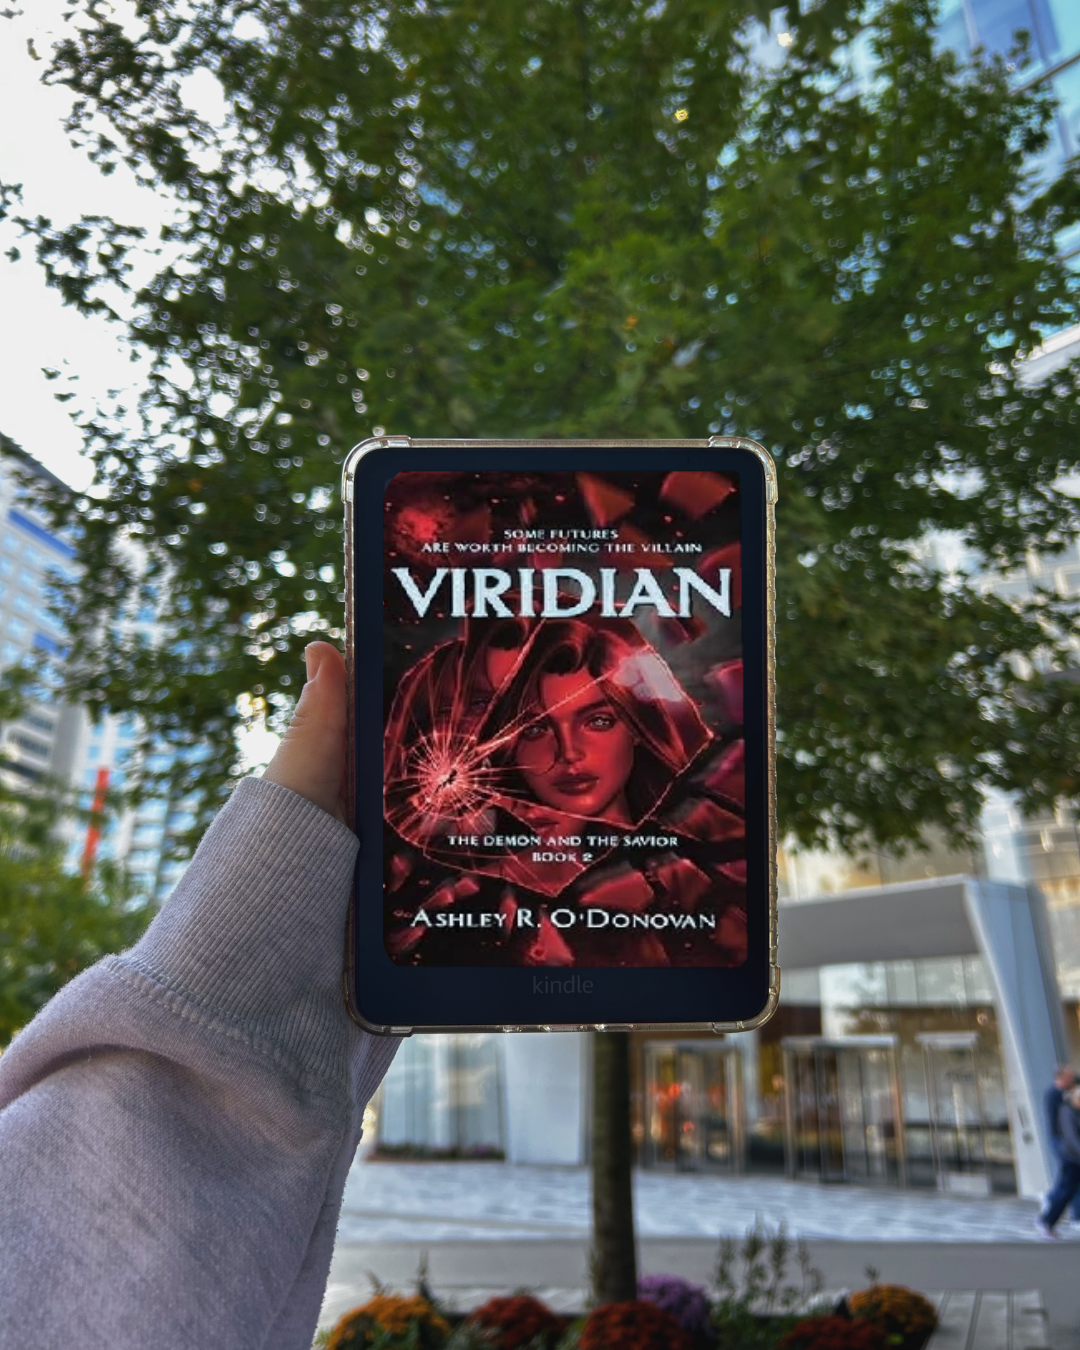 SOME FUTURES
ARE WORTH BECOMING THE VILLAIN
VIRIDIAN
THE DEMON AND THE SAVIOR
BOOK 2
ASHLEY R. O'DONOVAN
kindle